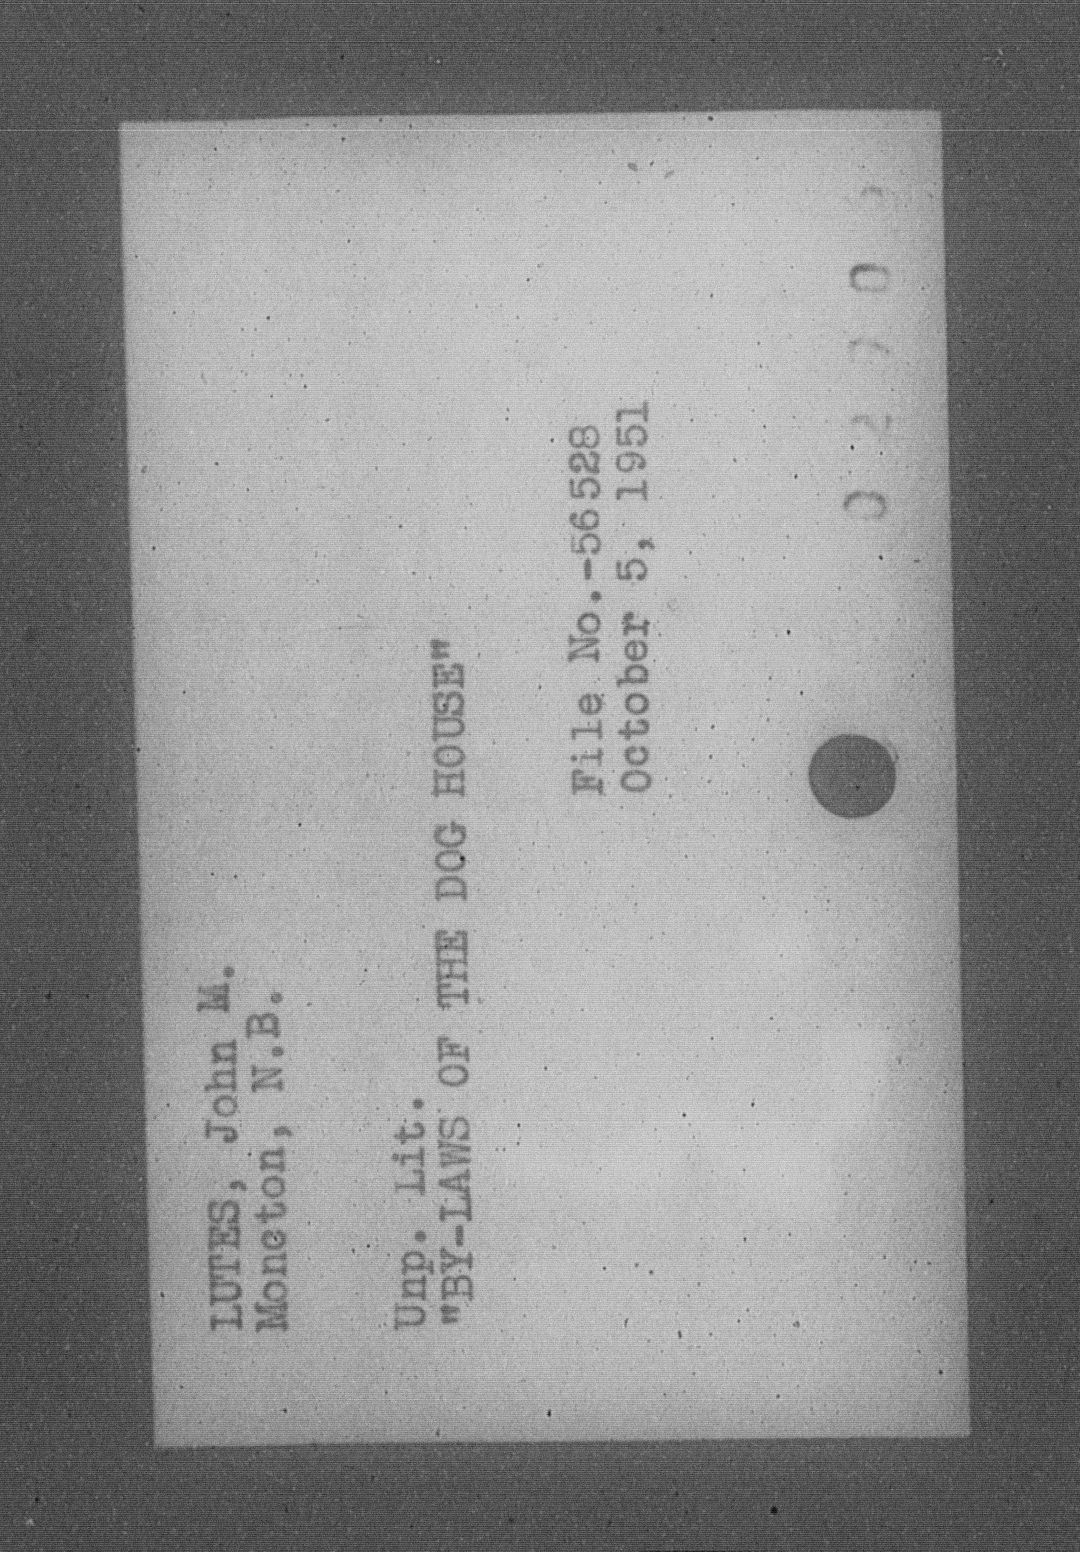 LUTES, John M.
Moncton, N.B.
Unp. Lit.
"BY-LAWS OF THE DOG HOUSE"
File No.-56528
October 5, 1951